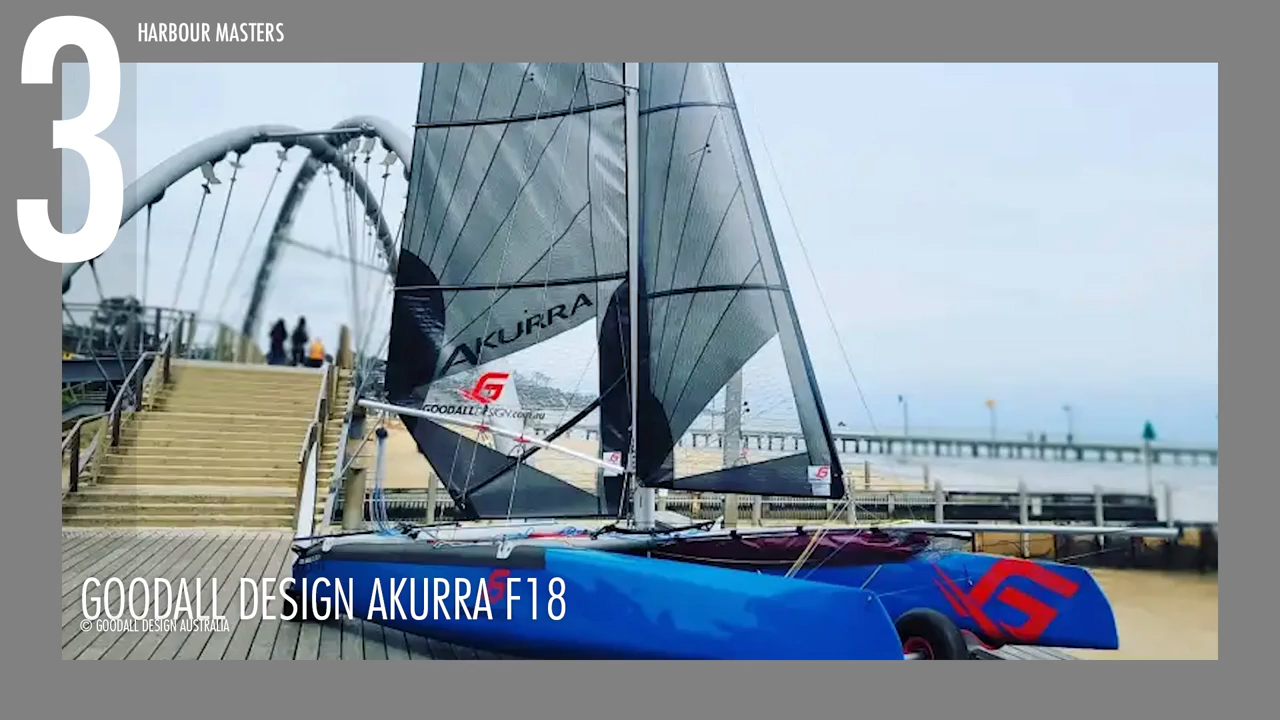 3
HARBOUR MASTERS
AKURRA
G
GOODALLDESIGN.com.au
G
G
G
G
GOODALL DESIGN AKURRA F18
© GOODALL DESIGN AUSTRALIA